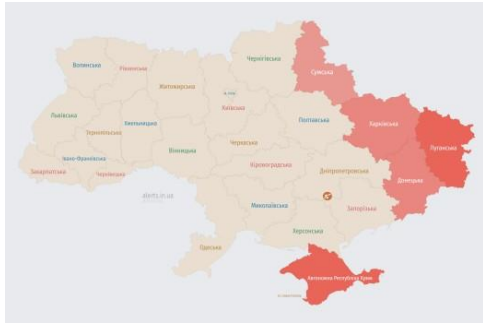 Чернігівська
Сумська
Волинська
Рівненська
Житомирська
м. Київ
Київська
Львівська
Тернопільська
Хмельницька
Полтавська
Харківська
Луганська
Черкаська
Вінницька
Івано-Франківська
Закарпатська
Чернівецька
Кіровоградська
Дніпропетровська
Донецька
alerts.in.ua
Миколаївська
Запорізька
Херсонська
Одеська
Автономна Республіка Крим